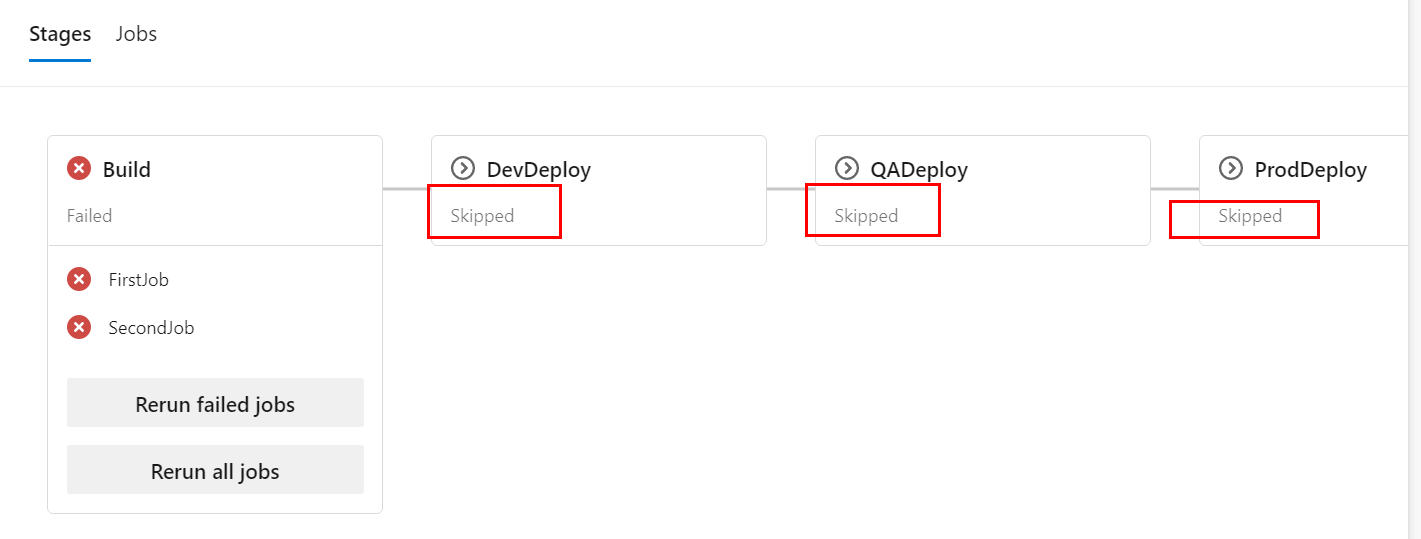 Stages Jobs
Build
Failed
FirstJob
SecondJob
Rerun failed jobs
Rerun all jobs
DevDeploy
Skipped
QADeploy
Skipped
ProdDeploy
Skipped